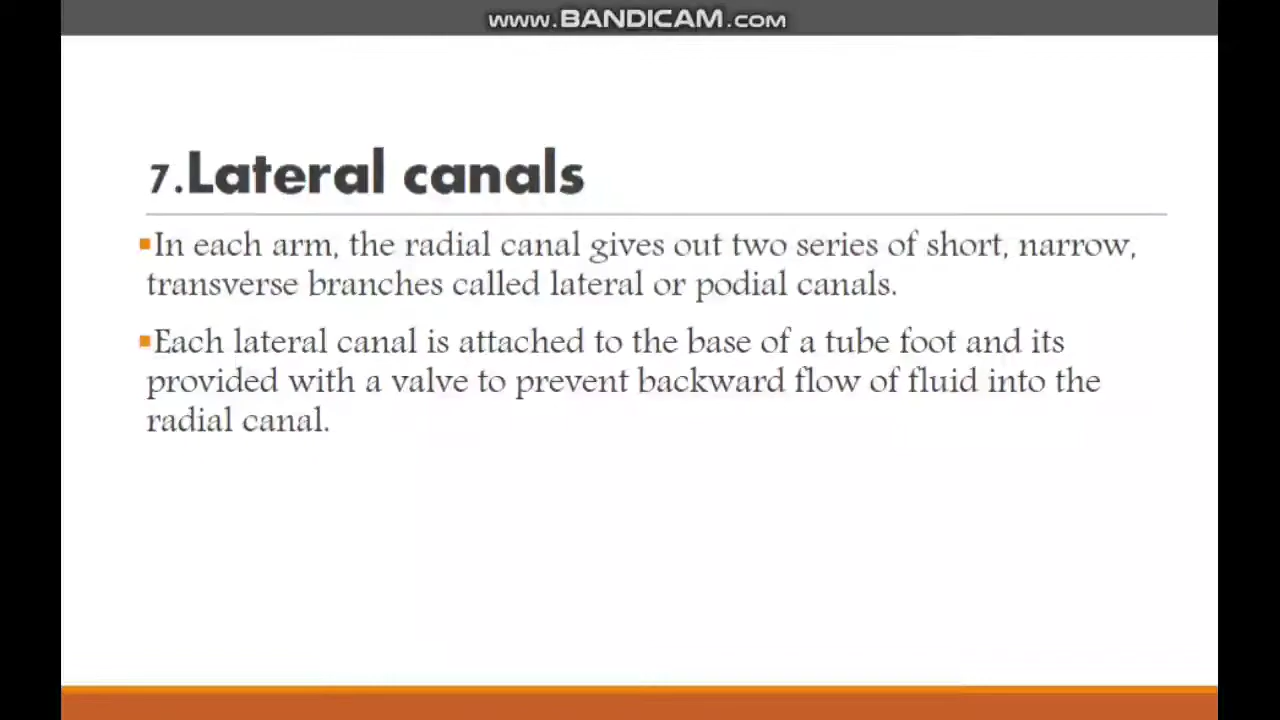 www.BANDICAM.com
7.Lateral canals
▪In each arm, the radial canal gives out two series of short, narrow,
transverse branches called lateral or podial canals.
▪Each lateral canal is attached to the base of a tube foot and its
provided with a valve to prevent backward flow of fluid into the
radial canal.